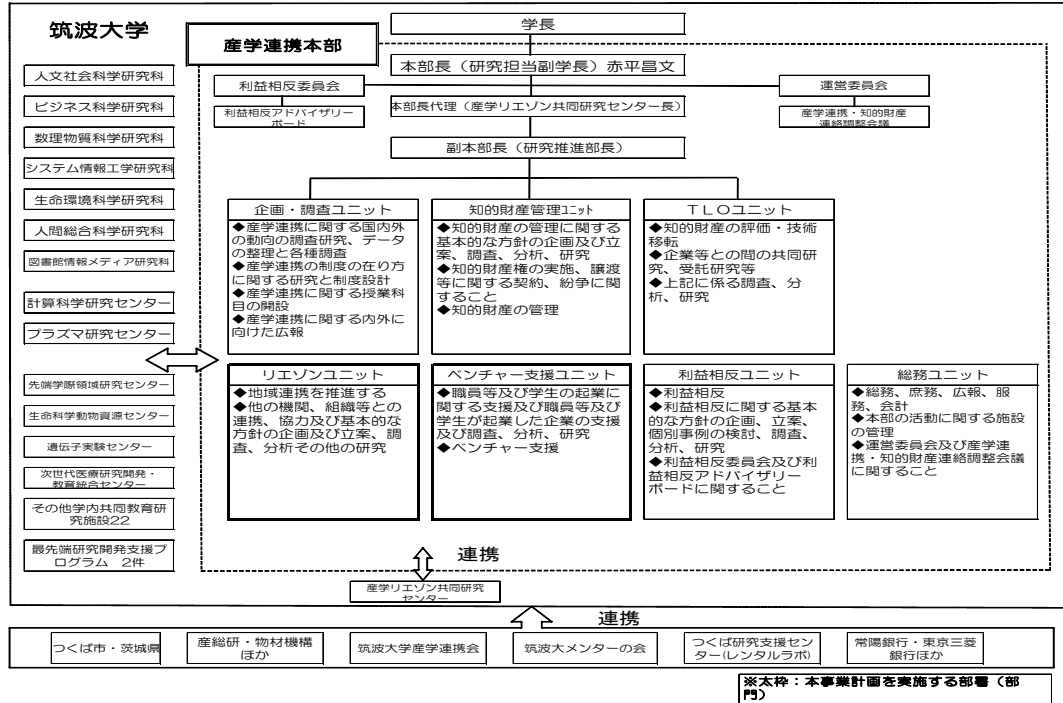 筑波大学
産学連携本部
学長
本部長（研究担当副学長）赤平昌文
利益相反委員会
利益相反アドバイザリー
ボード
本部長代理（産学リエゾン共同研究センター長）
運営委員会
産学連携・知的財産
連絡調整会議
副本部長（研究推進部長）
人文社会科学研究科
ビジネス科学研究科
数理物質科学研究科
システム情報工学研究科
生命環境科学研究科
人間総合科学研究科
図書館情報メディア研究科
計算科学研究センター
プラズマ研究センター
先端学際領域研究センター
生命科学動物資源センター
遺伝子実験センター
次世代医療研究開発・
教育統合センター
その他学内共同教育研
究施設22
最先端研究開発支援プ
ログラム　2件
企画・調査ユニット
◆産学連携に関する国内外
の動向の調査研究、データ
の整理と各種調査
◆産学連携の制度の在り方
に関する研究と制度設計
◆産学連携に関する授業科
目の開設
◆産学連携に関する内外に
向けた広報
知的財産管理ﾕﾆｯﾄ
◆知的財産の管理に関する
基本的な方針の企画及び立
案、調査、分析、研究
◆知的財産権の実施、譲渡
等に関する契約、紛争に関
すること
◆知的財産の管理
ＴＬＯユニット
◆知的財産の評価・技術
移転
◆企業等との間の共同研
究、受託研究等
◆上記に係る調査、分
析、研究
リエゾンユニット
◆地域連携を推進する
◆他の機関、組織等との
連携、協力及び基本的な
方針の企画及び立案、調
査、分析その他の研究
ベンチャー支援ユニット
◆職員等及び学生の起業に
関する支援及び職員等及び
学生が起業した企業の支援
及び調査、分析、研究
◆ベンチャー支援
利益相反ユニット
◆利益相反
◆利益相反に関する基本
的な方針の企画、立案、
個別事例の検討、調査、
分析、研究
◆利益相反委員会及び利
益相反アドバイザリー
ボードに関すること
総務ユニット
◆総務、庶務、広報、服
務、会計
◆本部の活動に関する施設
の管理
◆運営委員会及び産学連
携・知的財産連絡調整会議
に関すること
連携
産学リエゾン共同研究
センター
連携
つくば市・茨城県
産総研・物材機構
ほか
筑波大学産学連携会
筑波大メンターの会
つくば研究支援セン
ター(レンタルラボ)
常陽銀行・東京三菱
銀行ほか
※太枠：本事業計画を実施する部署（部
門）